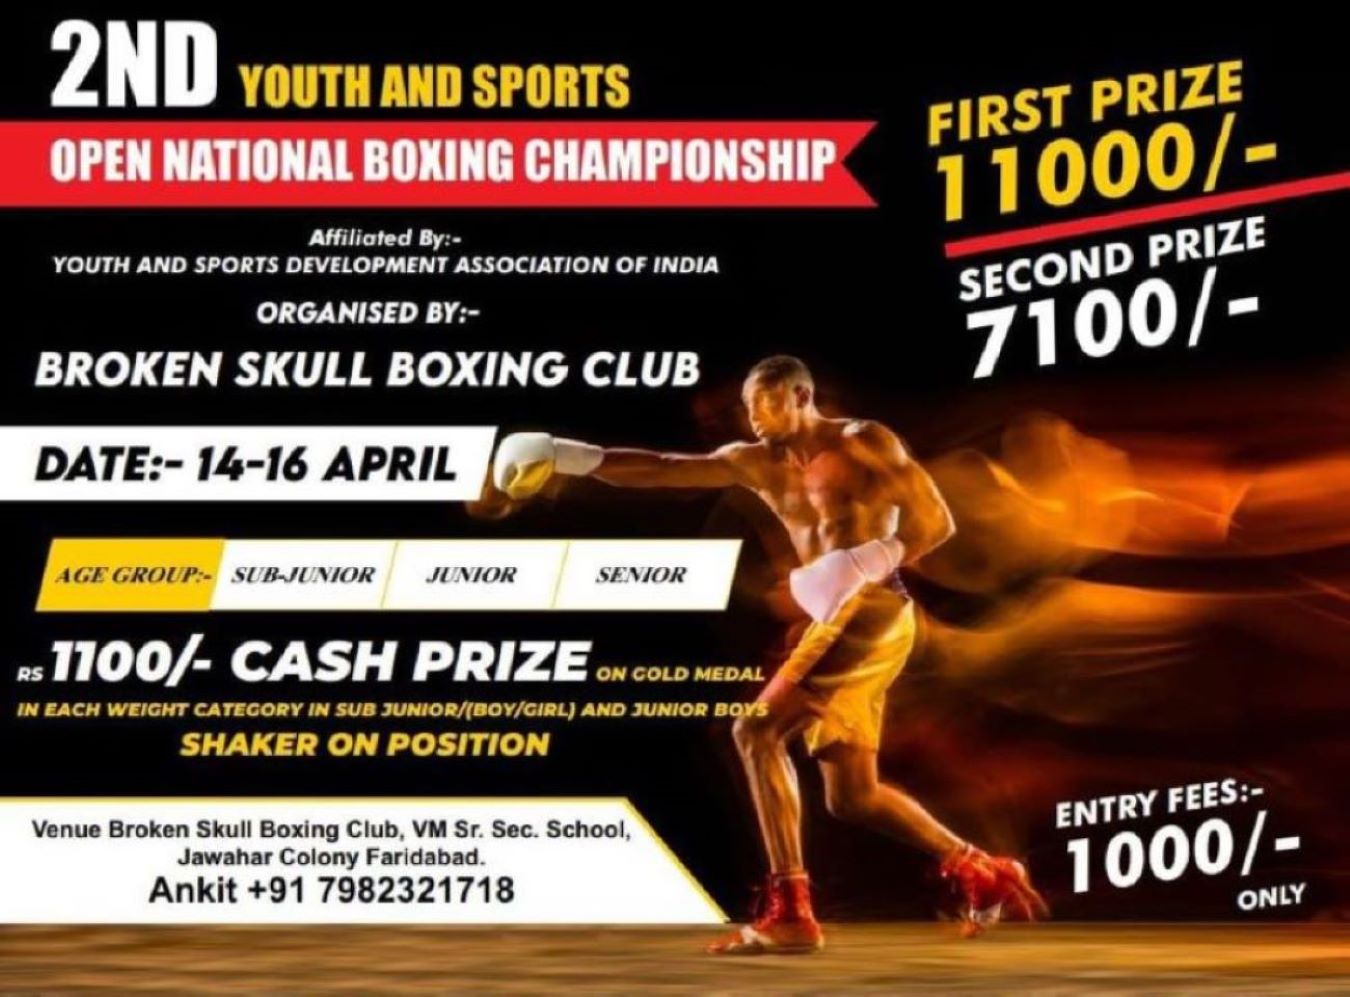 2ND YOUTH AND SPORTS
OPEN NATIONAL BOXING CHAMPIONSHIP
Affiliated By:-
YOUTH AND SPORTS DEVELOPMENT ASSOCIATION OF INDIA
ORGANISED BY:-
BROKEN SKULL BOXING CLUB
DATE:- 14-16 APRIL
AGE GROUP:- SUB-JUNIOR JUNIOR SENIOR
RS 1100/- CASH PRIZE ON GOLD MEDAL
IN EACH WEIGHT CATEGORY IN SUB JUNIOR/(BOY/GIRL) AND JUNIOR BOYS
SHAKER ON POSITION
Venue Broken Skull Boxing Club, VM Sr. Sec. School,
Jawahar Colony Faridabad.
Ankit +91 7982321718
FIRST PRIZE
11000/-
SECOND PRIZE
7100/-
ENTRY FEES:-
1000/-
ONLY